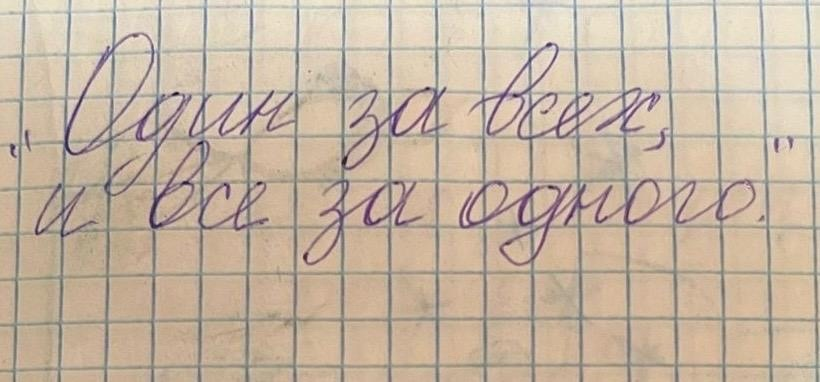 „Один за всех,
и все за одного."